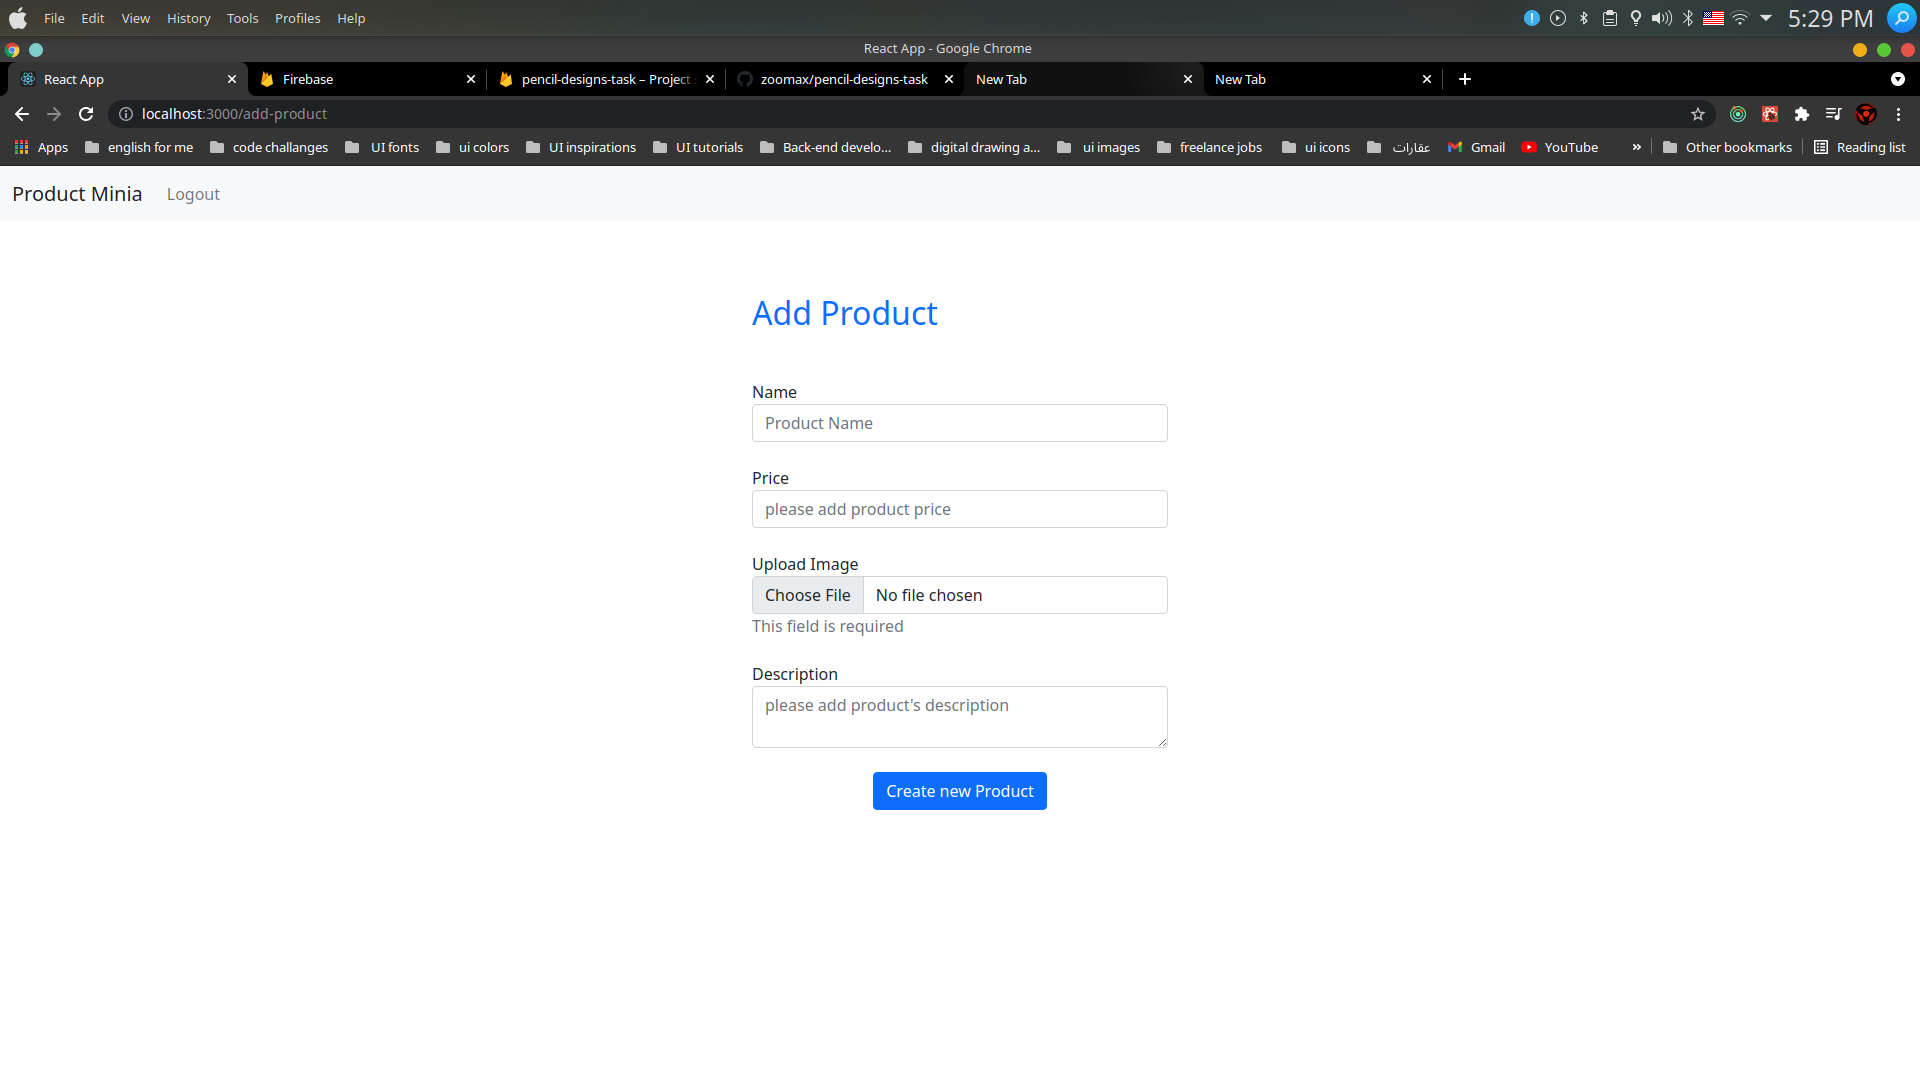 File Edit View History Tools Profiles Help 5:29 PM
React App - Google Chrome
React App Firebase pencil-designs-task – Project zoomax/pencil-designs-task New Tab New Tab
localhost:3000/add-product
Apps english for me code challanges UI fonts ui colors UI inspirations UI tutorials Back-end develo... digital drawing a... ui images freelance jobs ui icons عقارات Gmail YouTube » Other bookmarks Reading list
Product Minia Logout
Add Product
Name
Product Name
Price
please add product price
Upload Image
Choose File No file chosen
This field is required
Description
please add product's description
Create new Product